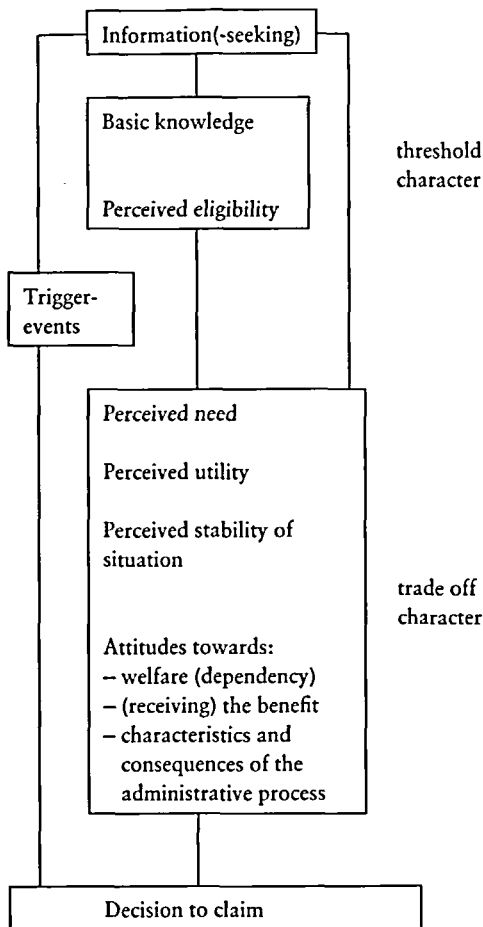 Information(-seeking)
Basic knowledge
threshold
character
Perceived eligibility
Trigger-
events
Perceived need
Perceived utility
Perceived stability of
situation
trade off
character
Attitudes towards:
– welfare (dependency)
– (receiving) the benefit
– characteristics and
consequences of the
administrative process
Decision to claim